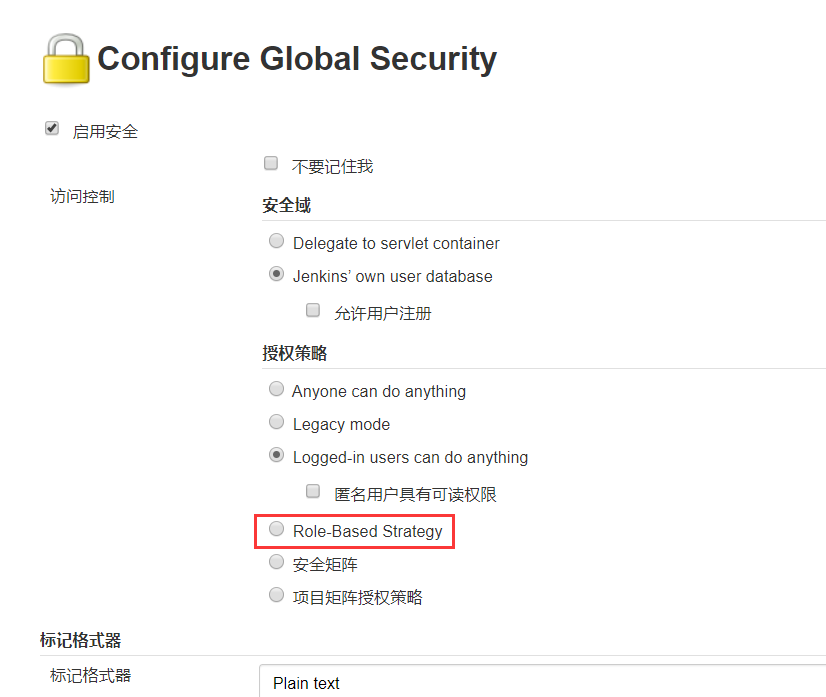 Configure Global Security
启用安全
不要记住我
访问控制
安全域
Delegate to servlet container
Jenkins’ own user database
允许用户注册
授权策略
Anyone can do anything
Legacy mode
Logged-in users can do anything
匿名用户具有可读权限
Role-Based Strategy
安全矩阵
项目矩阵授权策略
标记格式器
标记格式器
Plain text